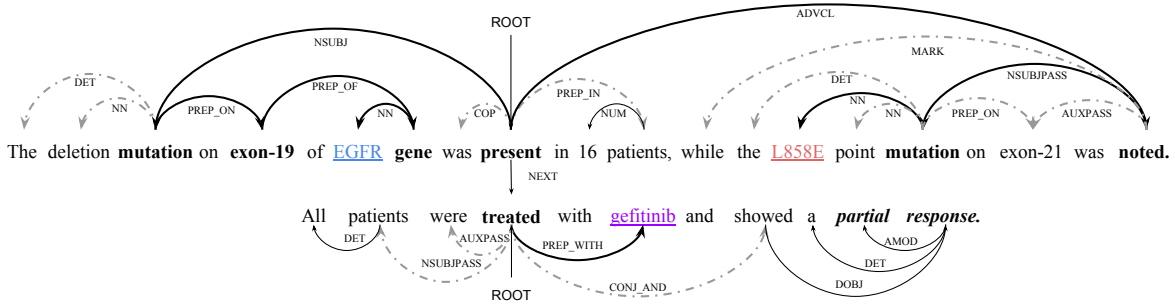 ROOT
ADVCL
NSUBJ
MARK
DET
DET
NSUBJPASS
PREP_OF
PREP_IN
NN
PREP_ON
NN
COP
NUM
NN
NN
PREP_ON
AUXPASS
The deletion mutation on exon-19 of EGFR gene was present in 16 patients, while the L858E point mutation on exon-21 was noted.
NEXT
All patients were treated with gefitinib and showed a partial response.
DET
AUXPASS
PREP_WITH
AMOD
NSUBJPASS
DET
CONJ_AND
DOBJ
ROOT